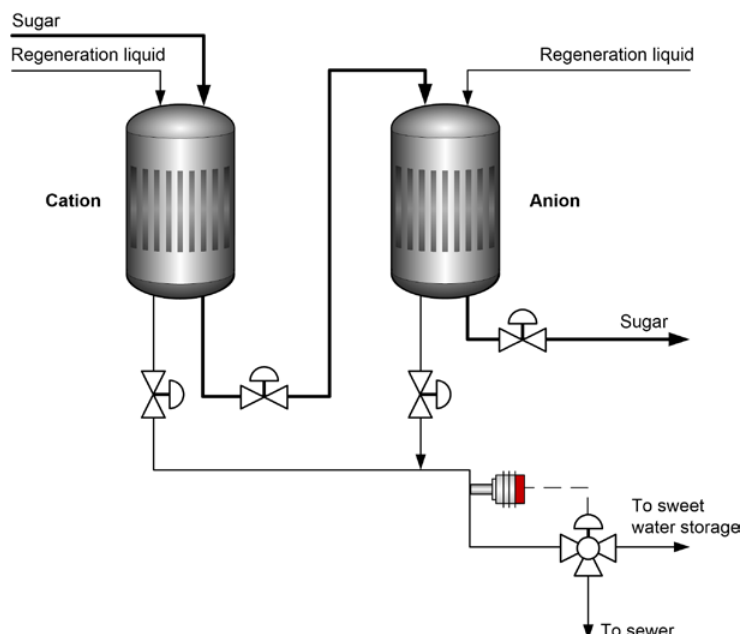 Sugar
Regeneration liquid
Regeneration liquid
Cation
Anion
Sugar
To sweet
water storage
To sewer